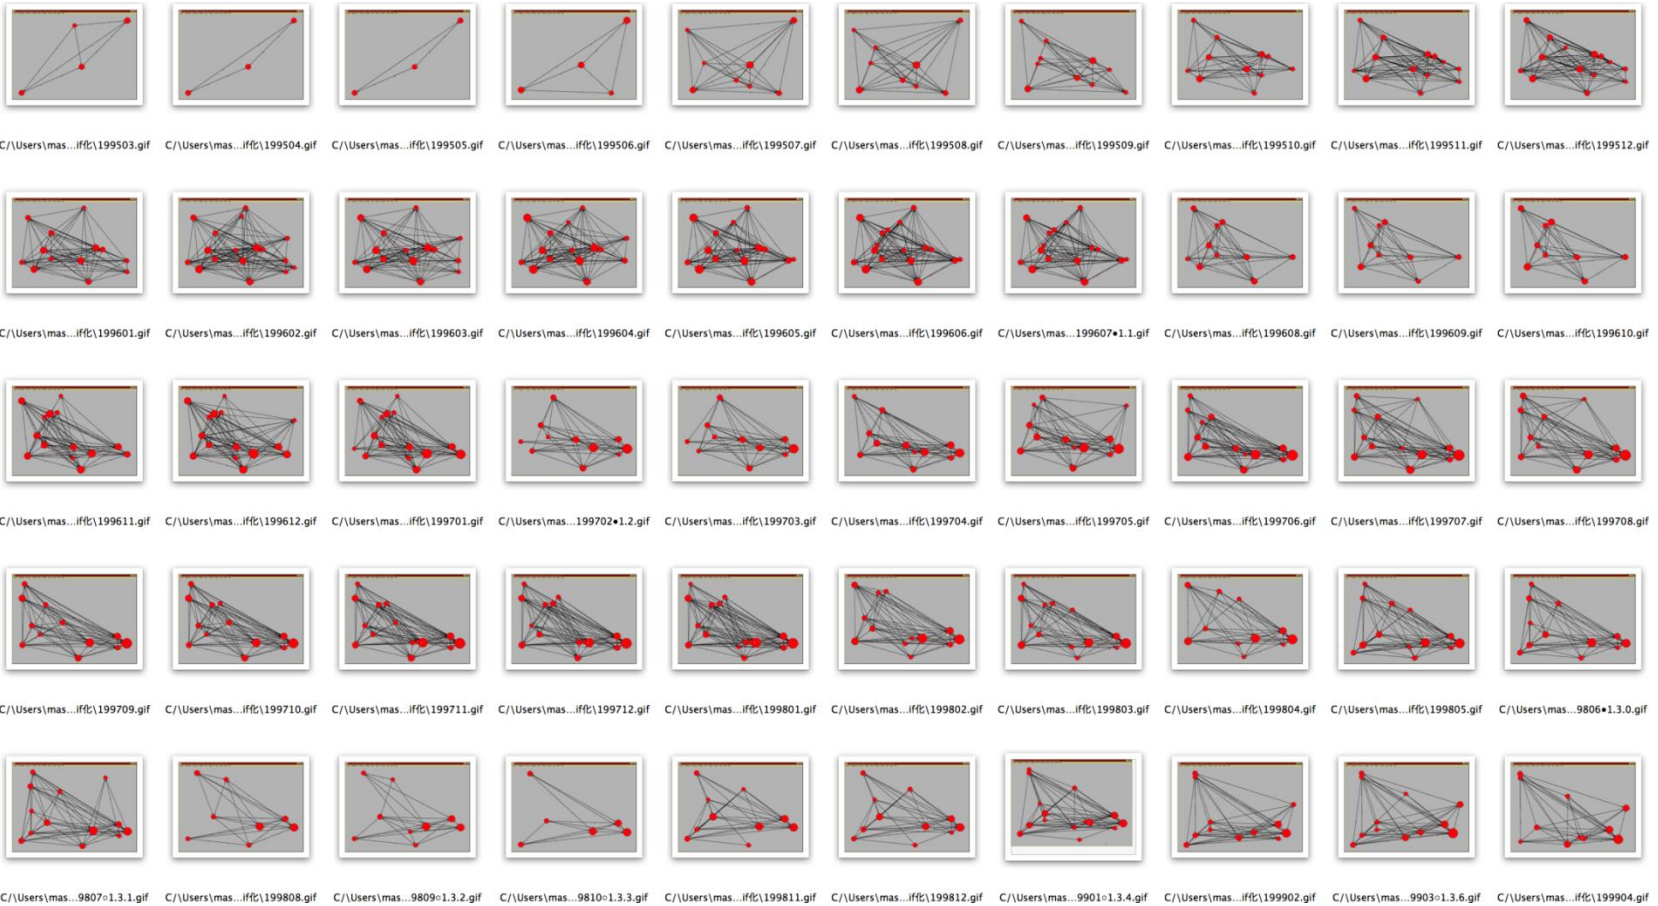 C/\Users\mas...if化\199503.gif C/\Users\mas...if化\199504.gif C/\Users\mas...if化\199505.gif C/\Users\mas...if化\199506.gif C/\Users\mas...if化\199507.gif C/\Users\mas...if化\199508.gif C/\Users\mas...if化\199509.gif C/\Users\mas...if化\199510.gif C/\Users\mas...if化\199511.gif C/\Users\mas...if化\199512.gif
C/\Users\mas...if化\199601.gif C/\Users\mas...if化\199602.gif C/\Users\mas...if化\199603.gif C/\Users\mas...if化\199604.gif C/\Users\mas...if化\199605.gif C/\Users\mas...if化\199606.gif C/\Users\mas...199607●1.1.gif C/\Users\mas...if化\199608.gif C/\Users\mas...if化\199609.gif C/\Users\mas...if化\199610.gif
C/\Users\mas...if化\199611.gif C/\Users\mas...if化\199612.gif C/\Users\mas...if化\199701.gif C/\Users\mas...199702●1.2.gif C/\Users\mas...if化\199703.gif C/\Users\mas...if化\199704.gif C/\Users\mas...if化\199705.gif C/\Users\mas...if化\199706.gif C/\Users\mas...if化\199707.gif C/\Users\mas...if化\199708.gif
C/\Users\mas...if化\199709.gif C/\Users\mas...if化\199710.gif C/\Users\mas...if化\199711.gif C/\Users\mas...if化\199712.gif C/\Users\mas...if化\199801.gif C/\Users\mas...if化\199802.gif C/\Users\mas...if化\199803.gif C/\Users\mas...if化\199804.gif C/\Users\mas...if化\199805.gif C/\Users\mas...9806●1.3.0.gif
C/\Users\mas...9807○1.3.1.gif C/\Users\mas...if化\199808.gif C/\Users\mas...9809○1.3.2.gif C/\Users\mas...9810○1.3.3.gif C/\Users\mas...if化\199811.gif C/\Users\mas...if化\199812.gif C/\Users\mas...9901○1.3.4.gif C/\Users\mas...if化\199902.gif C/\Users\mas...9903○1.3.6.gif C/\Users\mas...if化\199904.gif